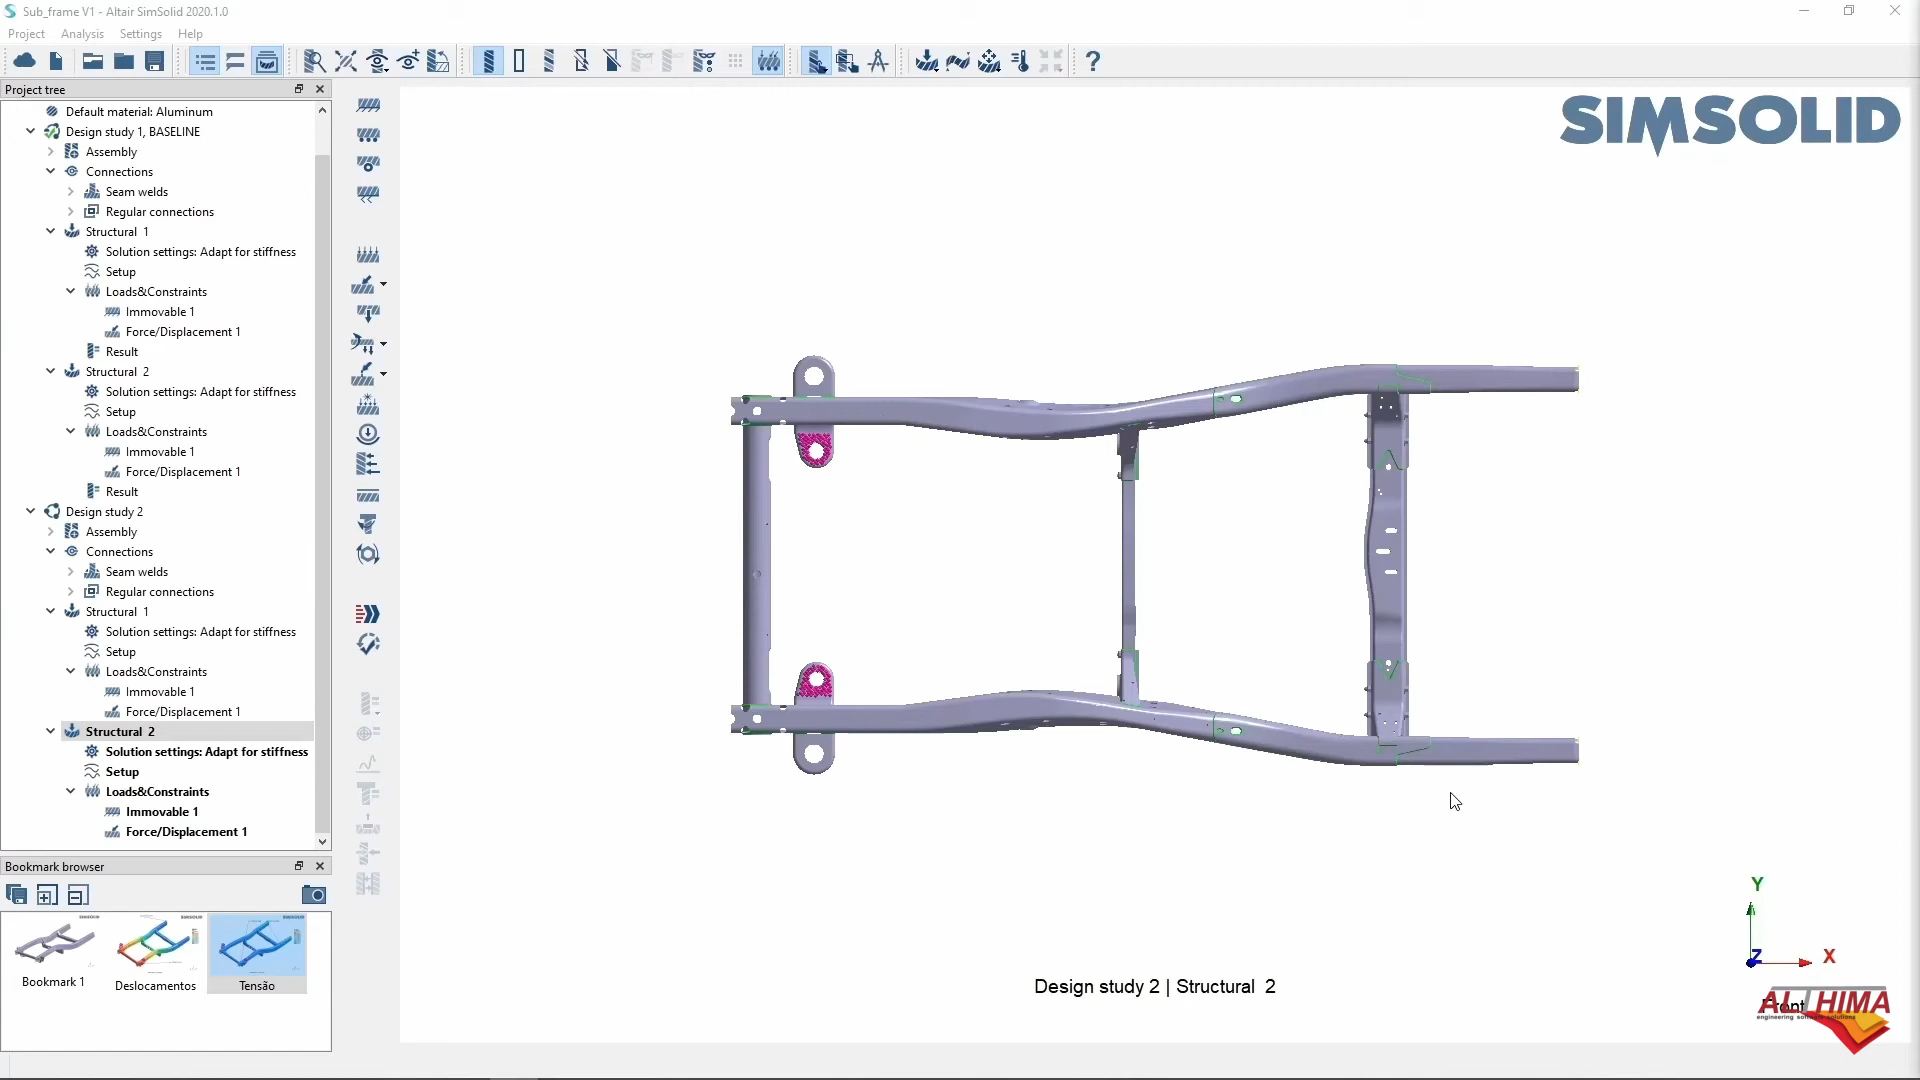 Sub_frame V1 - Altair SimSolid 2020.1.0
Project Analysis Settings Help
Project tree
Default material: Aluminum
Design study 1, BASELINE
Assembly
Connections
Seam welds
Regular connections
Structural 1
Solution settings: Adapt for stiffness
Setup
Loads&Constraints
Immovable 1
Force/Displacement 1
Result
Structural 2
Solution settings: Adapt for stiffness
Setup
Loads&Constraints
Immovable 1
Force/Displacement 1
Result
Design study 2
Assembly
Connections
Seam welds
Regular connections
Structural 1
Solution settings: Adapt for stiffness
Setup
Loads&Constraints
Immovable 1
Force/Displacement 1
Structural 2
Solution settings: Adapt for stiffness
Setup
Loads&Constraints
Immovable 1
Force/Displacement 1
Bookmark browser
Bookmark 1
Deslocamentos
Tensão
SIMSOLID
Design study 2 | Structural 2
Y
Z
X
Front
ALTHIMA
engineering software solutions